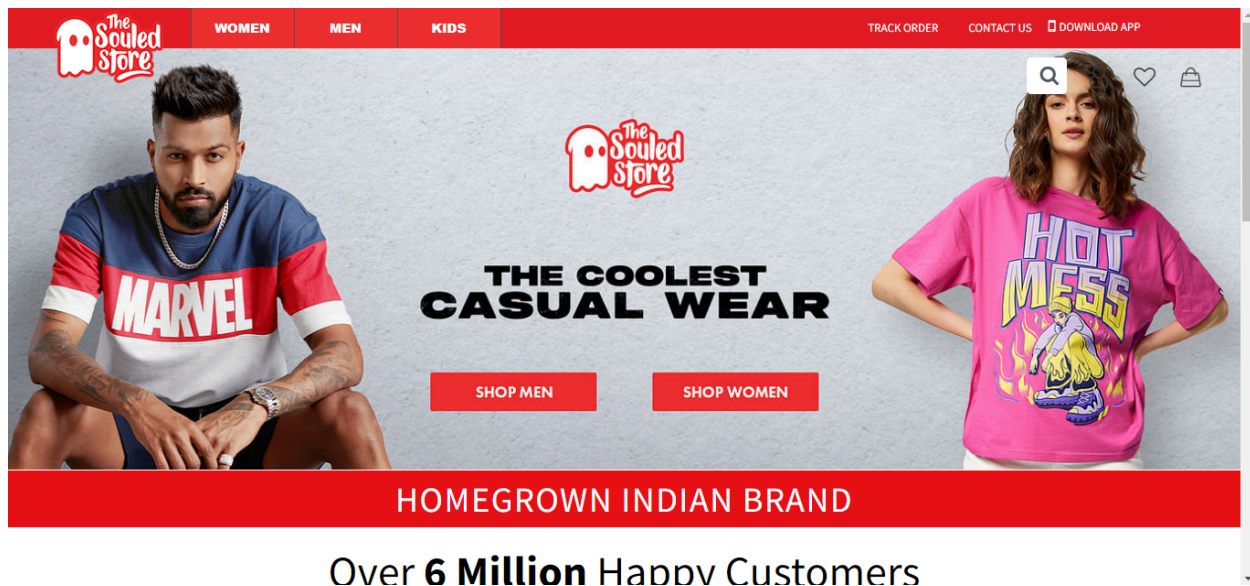 The
Souled
Store
WOMEN
MEN
KIDS
TRACK ORDER
CONTACT US
DOWNLOAD APP
The
Souled
Store
THE COOLEST
CASUAL WEAR
MARVEL
HOT
MESS
SHOP MEN
SHOP WOMEN
HOMEGROWN INDIAN BRAND
Over 6 Million Happy Customers